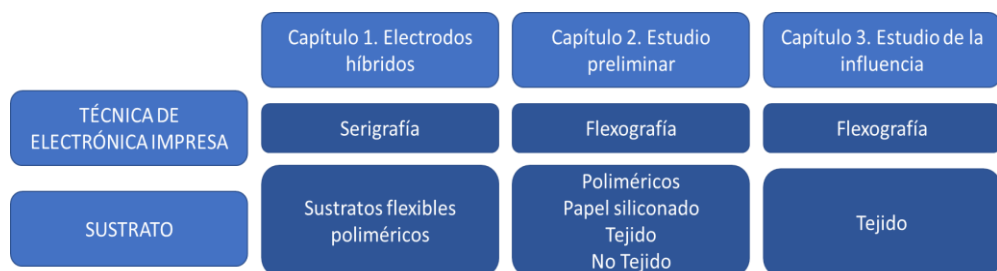 Capítulo 1. Electrodos
híbridos
Capítulo 2. Estudio
preliminar
Capítulo 3. Estudio de la
influencia
TÉCNICA DE
ELECTRÓNICA IMPRESA
Serigrafía
Flexografía
Flexografía
SUSTRATO
Sustratos flexibles
poliméricos
Poliméricos
Papel siliconado
Tejido
No Tejido
Tejido